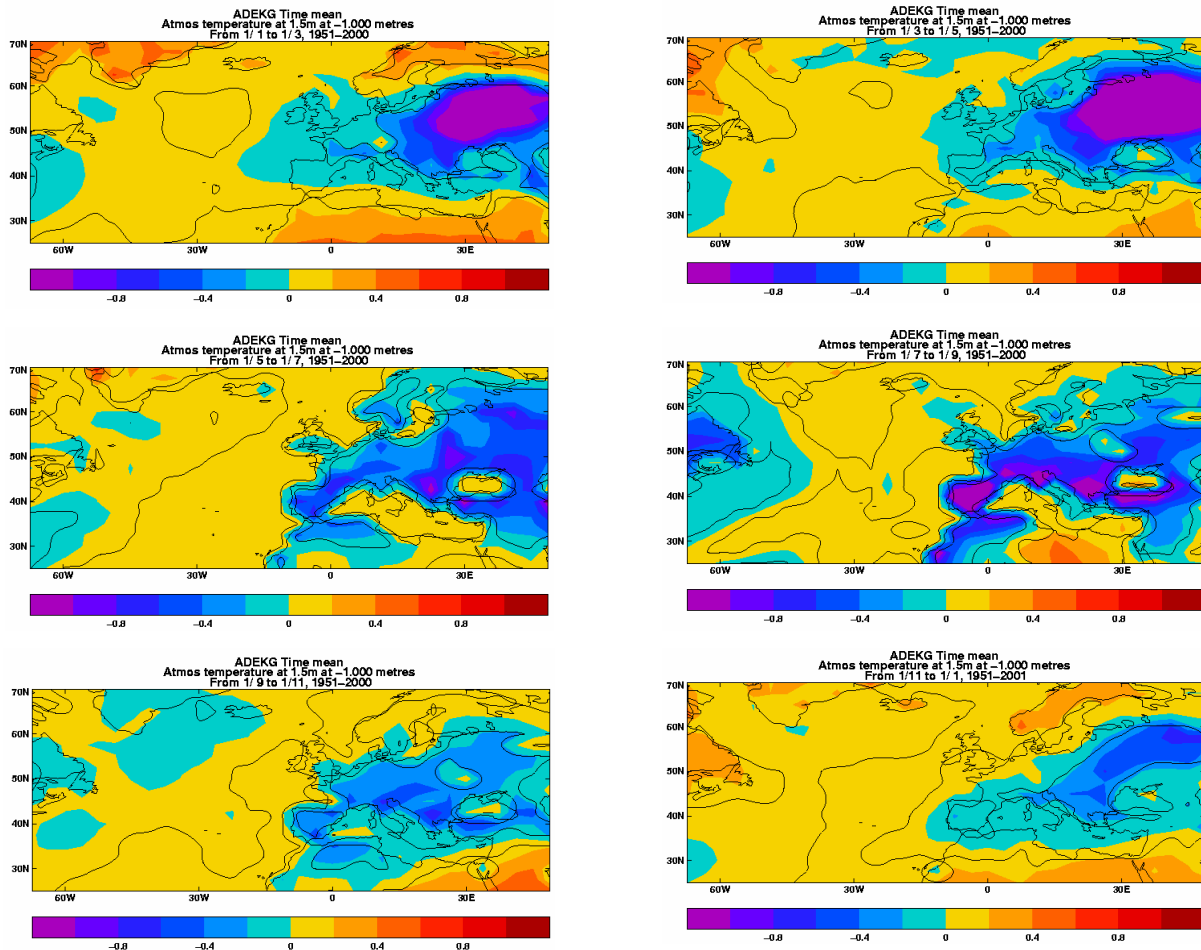 ADEKG Time mean
Atmos temperature at 1.5m at −1.000 metres
From 1/ 1 to 1/ 3, 1951−2000
70N
60N
50N
40N
30N
60W 30W 0 30E
−0.8 −0.4 0 0.4 0.8
ADEKG Time mean
Atmos temperature at 1.5m at −1.000 metres
From 1/ 3 to 1/ 5, 1951−2000
70N
60N
50N
40N
30N
60W 30W 0 30E
−0.8 −0.4 0 0.4 0.8
ADEKG Time mean
Atmos temperature at 1.5m at −1.000 metres
From 1/ 5 to 1/ 7, 1951−2000
70N
60N
50N
40N
30N
60W 30W 0 30E
−0.8 −0.4 0 0.4 0.8
ADEKG Time mean
Atmos temperature at 1.5m at −1.000 metres
From 1/ 7 to 1/ 9, 1951−2000
70N
60N
50N
40N
30N
60W 30W 0 30E
−0.8 −0.4 0 0.4 0.8
ADEKG Time mean
Atmos temperature at 1.5m at −1.000 metres
From 1/ 9 to 1/11, 1951−2000
70N
60N
50N
40N
30N
60W 30W 0 30E
−0.8 −0.4 0 0.4 0.8
ADEKG Time mean
Atmos temperature at 1.5m at −1.000 metres
From 1/11 to 1/ 1, 1951−2001
70N
60N
50N
40N
30N
60W 30W 0 30E
−0.8 −0.4 0 0.4 0.8